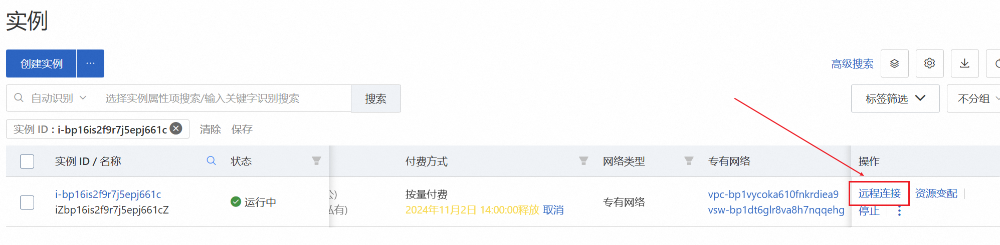 实例
创建实例 ···
高级搜索
自动识别 选择实例属性项搜索/输入关键字识别搜索 搜索
标签筛选 不分组
实例 ID : i-bp16is2f9r7j5epj661c 清除 保存
实例 ID / 名称 状态 付费方式 网络类型 专有网络 操作
i-bp16is2f9r7j5epj661c
iZbp16is2f9r7j5epj661cZ
运行中
公)
私有)
按量付费
2024年11月2日 14:00:00释放 取消
专有网络
vpc-bp1vycoka610fnkrdiea9
vsw-bp1dt6glr8va8h7nqqehg
远程连接 资源变配
停止